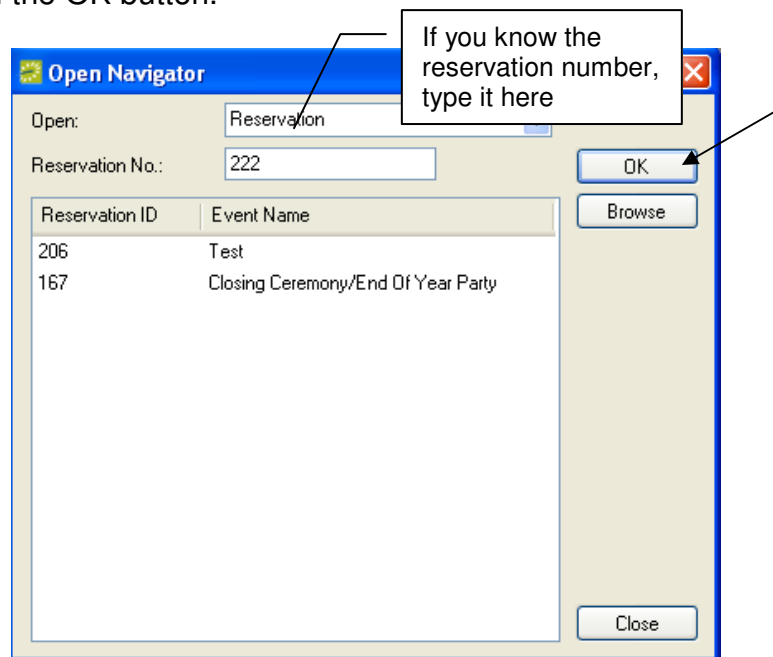 the OK button.
If you know the
reservation number,
type it here
Open Navigator
Open: Reservation
Reservation No.: 222
OK
Browse
Reservation ID Event Name
206 Test
167 Closing Ceremony/End Of Year Party
Close